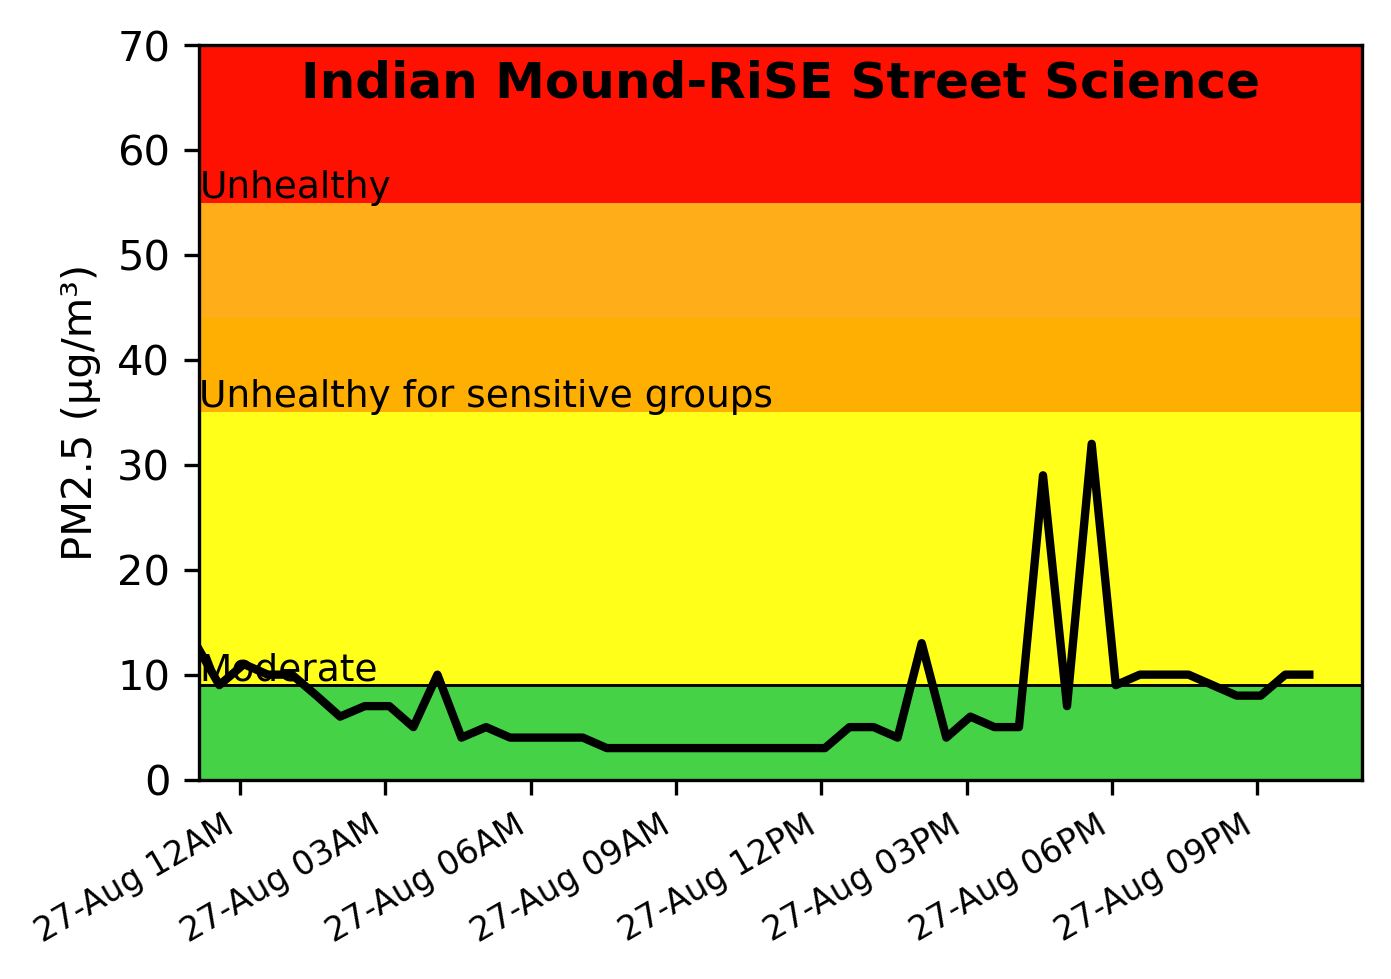 Indian Mound-RiSE Street Science
70
60
50
40
30
20
10
0
PM2.5 (µg/m³)
Unhealthy
Unhealthy for sensitive groups
Moderate
27-Aug 12AM
27-Aug 03AM
27-Aug 06AM
27-Aug 09AM
27-Aug 12PM
27-Aug 03PM
27-Aug 06PM
27-Aug 09PM